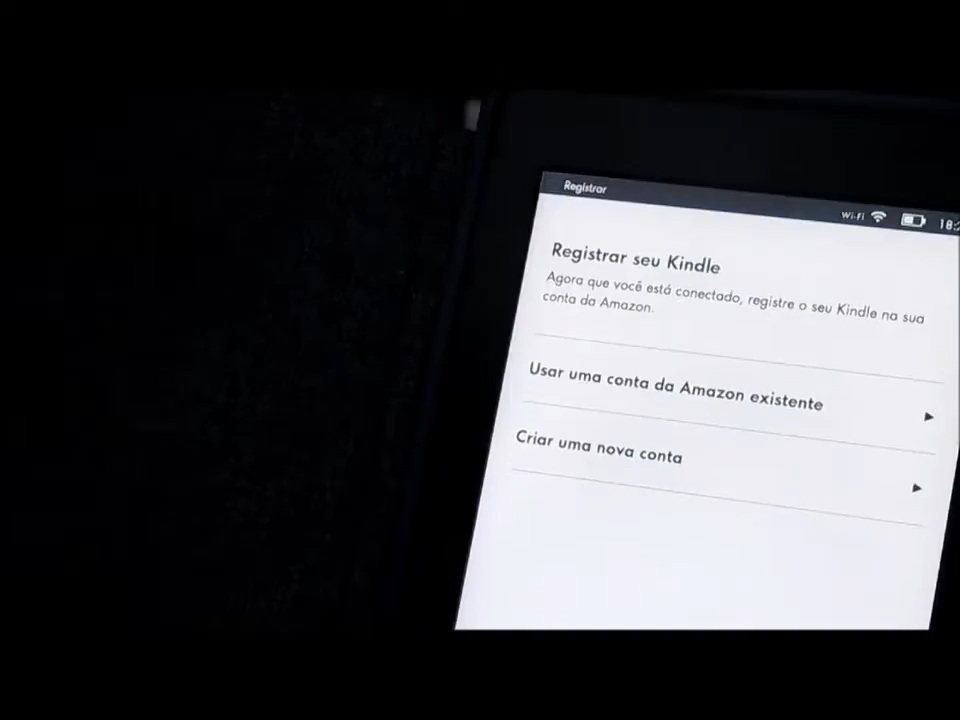 Registrar
Wi-Fi
Registrar seu Kindle
Agora que você está conectado, registre o seu Kindle na sua
conta da Amazon.
Usar uma conta da Amazon existente
Criar uma nova conta